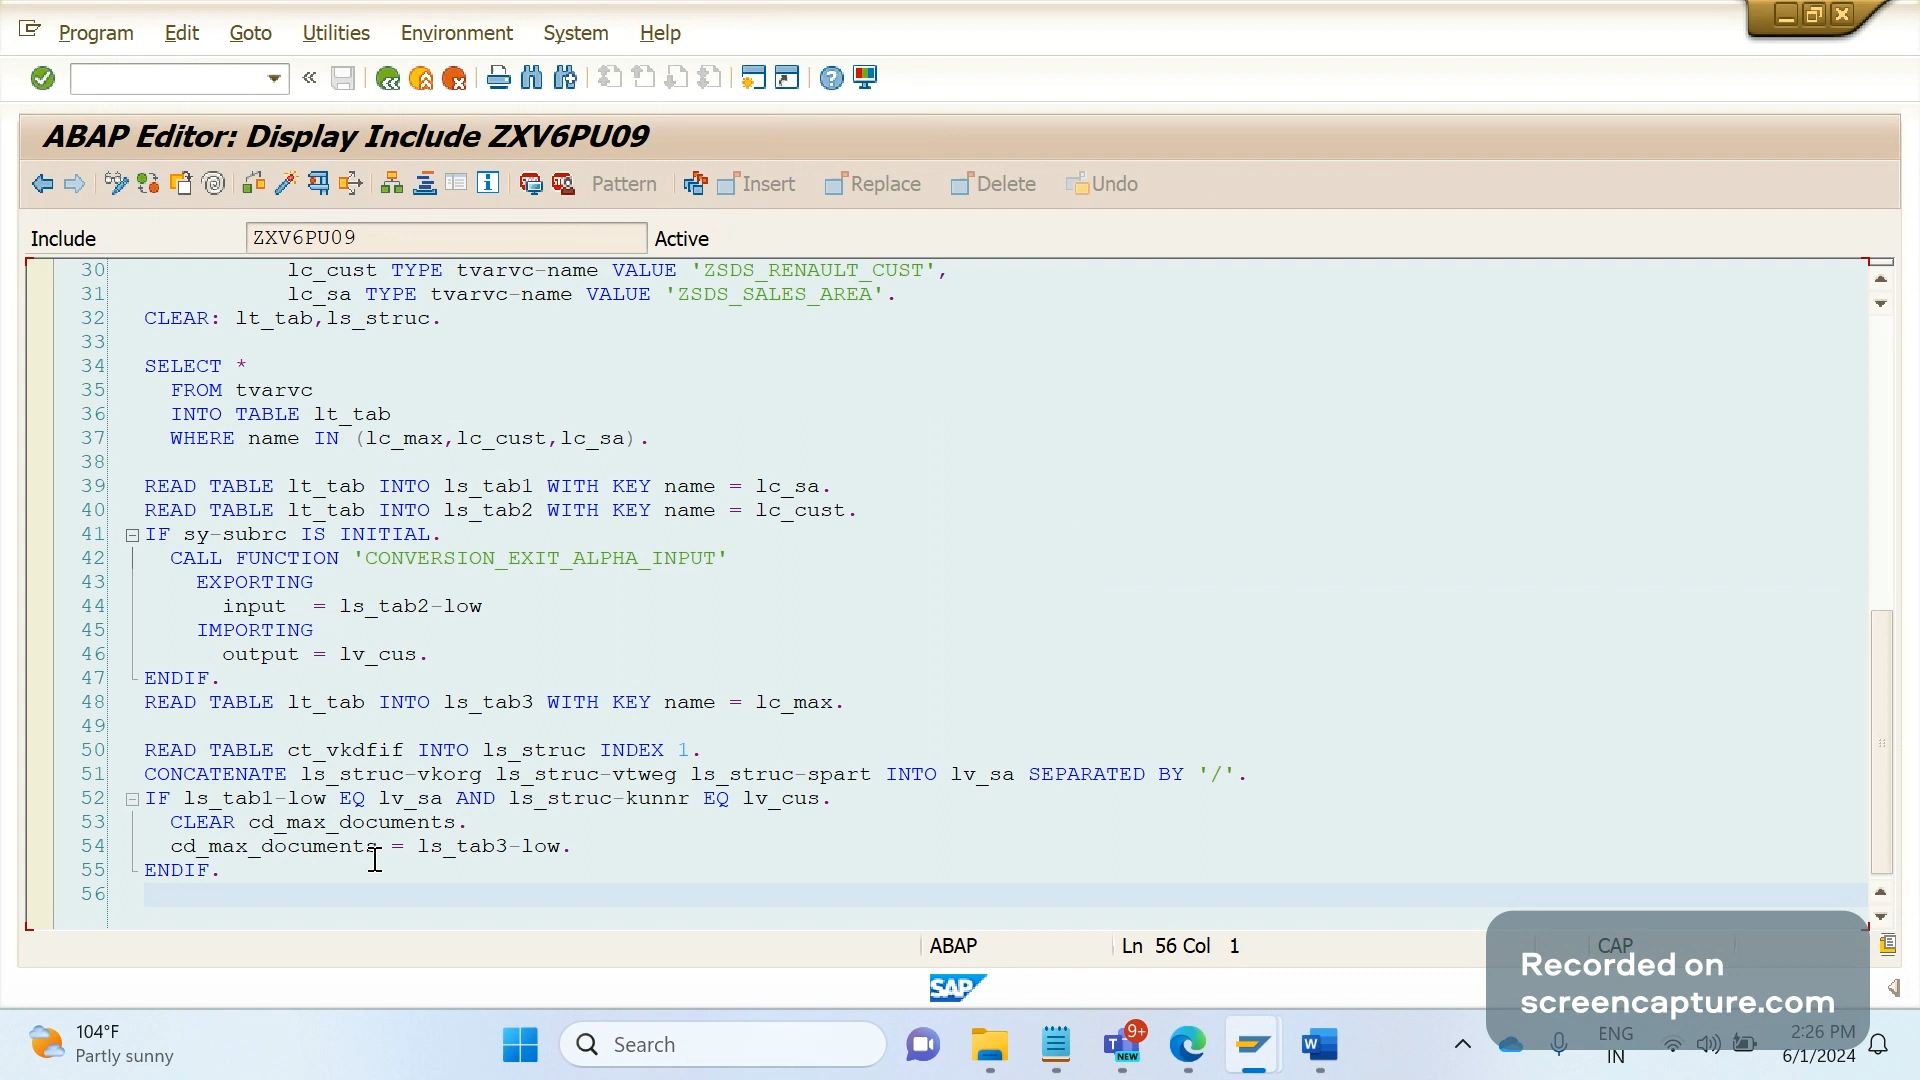 Program Edit Goto Utilities Environment System Help
«
ABAP Editor: Display Include ZXV6PU09
Pattern Insert Replace Delete Undo
Include ZXV6PU09 Active
30 lc_cust TYPE tvarvc-name VALUE 'ZSDS_RENAULT_CUST',
31 lc_sa TYPE tvarvc-name VALUE 'ZSDS_SALES_AREA'.
32 CLEAR: lt_tab,ls_struc.
33
34 SELECT *
35 FROM tvarvc
36 INTO TABLE lt_tab
37 WHERE name IN (lc_max,lc_cust,lc_sa).
38
39 READ TABLE lt_tab INTO ls_tab1 WITH KEY name = lc_sa.
40 READ TABLE lt_tab INTO ls_tab2 WITH KEY name = lc_cust.
41 IF sy-subrc IS INITIAL.
42 CALL FUNCTION 'CONVERSION_EXIT_ALPHA_INPUT'
43 EXPORTING
44 input = ls_tab2-low
45 IMPORTING
46 output = lv_cus.
47 ENDIF.
48 READ TABLE lt_tab INTO ls_tab3 WITH KEY name = lc_max.
49
50 READ TABLE ct_vkdfif INTO ls_struc INDEX 1.
51 CONCATENATE ls_struc-vkorg ls_struc-vtweg ls_struc-spart INTO lv_sa SEPARATED BY '/'.
52 IF ls_tab1-low EQ lv_sa AND ls_struc-kunnr EQ lv_cus.
53 CLEAR cd_max_documents.
54 cd_max_documents = ls_tab3-low.
55 ENDIF.
56
ABAP Ln 56 Col 1 CAP
SAP
Recorded on
screencapture.com
104°F
Partly sunny
Search
9+
T
NEW
W
ENG
IN
2:26 PM
6/1/2024